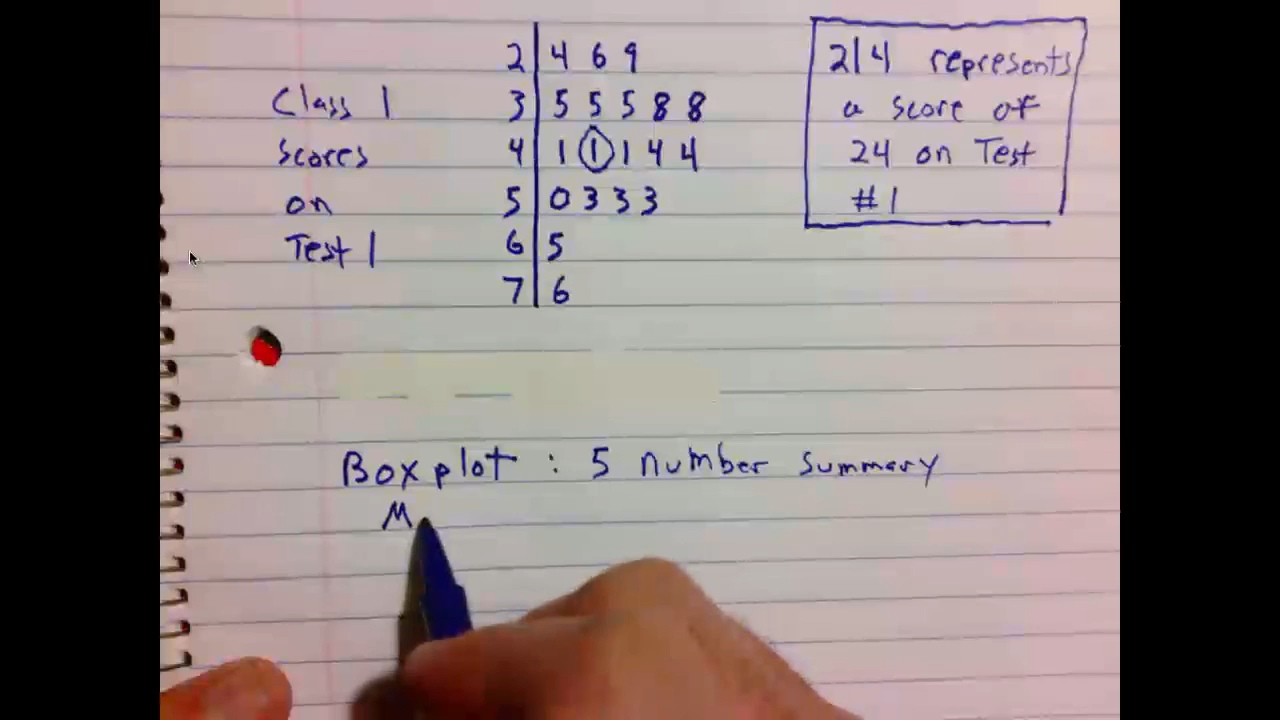 2 | 4 6 9
Class 1 3 | 5 5 5 8 8
scores 4 | 1 1 1 4 4
on 5 | 0 3 3 3
Test 1 6 | 5
7 | 6
2|4 represents
a score of
24 on Test
#1
Boxplot : 5 number summary
M